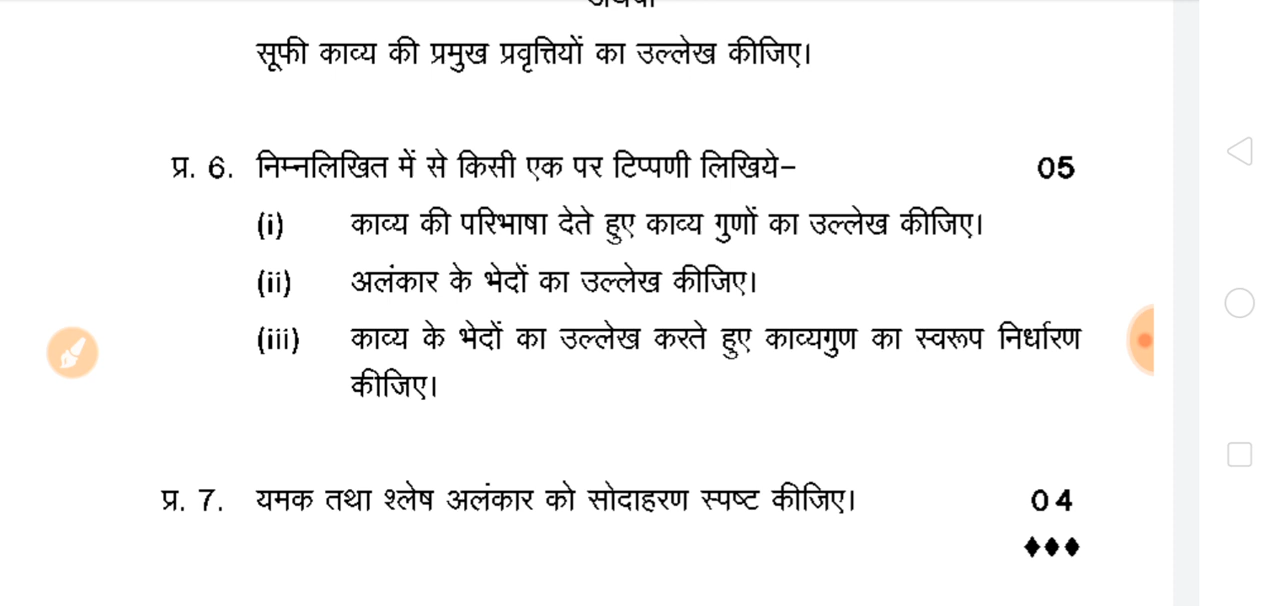 अथवा
सूफी काव्य की प्रमुख प्रवृत्तियों का उल्लेख कीजिए।
प्र. 6. निम्नलिखित में से किसी एक पर टिप्पणी लिखिये– 05
(i) काव्य की परिभाषा देते हुए काव्य गुणों का उल्लेख कीजिए।
(ii) अलंकार के भेदों का उल्लेख कीजिए।
(iii) काव्य के भेदों का उल्लेख करते हुए काव्यगुण का स्वरूप निर्धारण
कीजिए।
प्र. 7. यमक तथा श्लेष अलंकार को सोदाहरण स्पष्ट कीजिए। 04